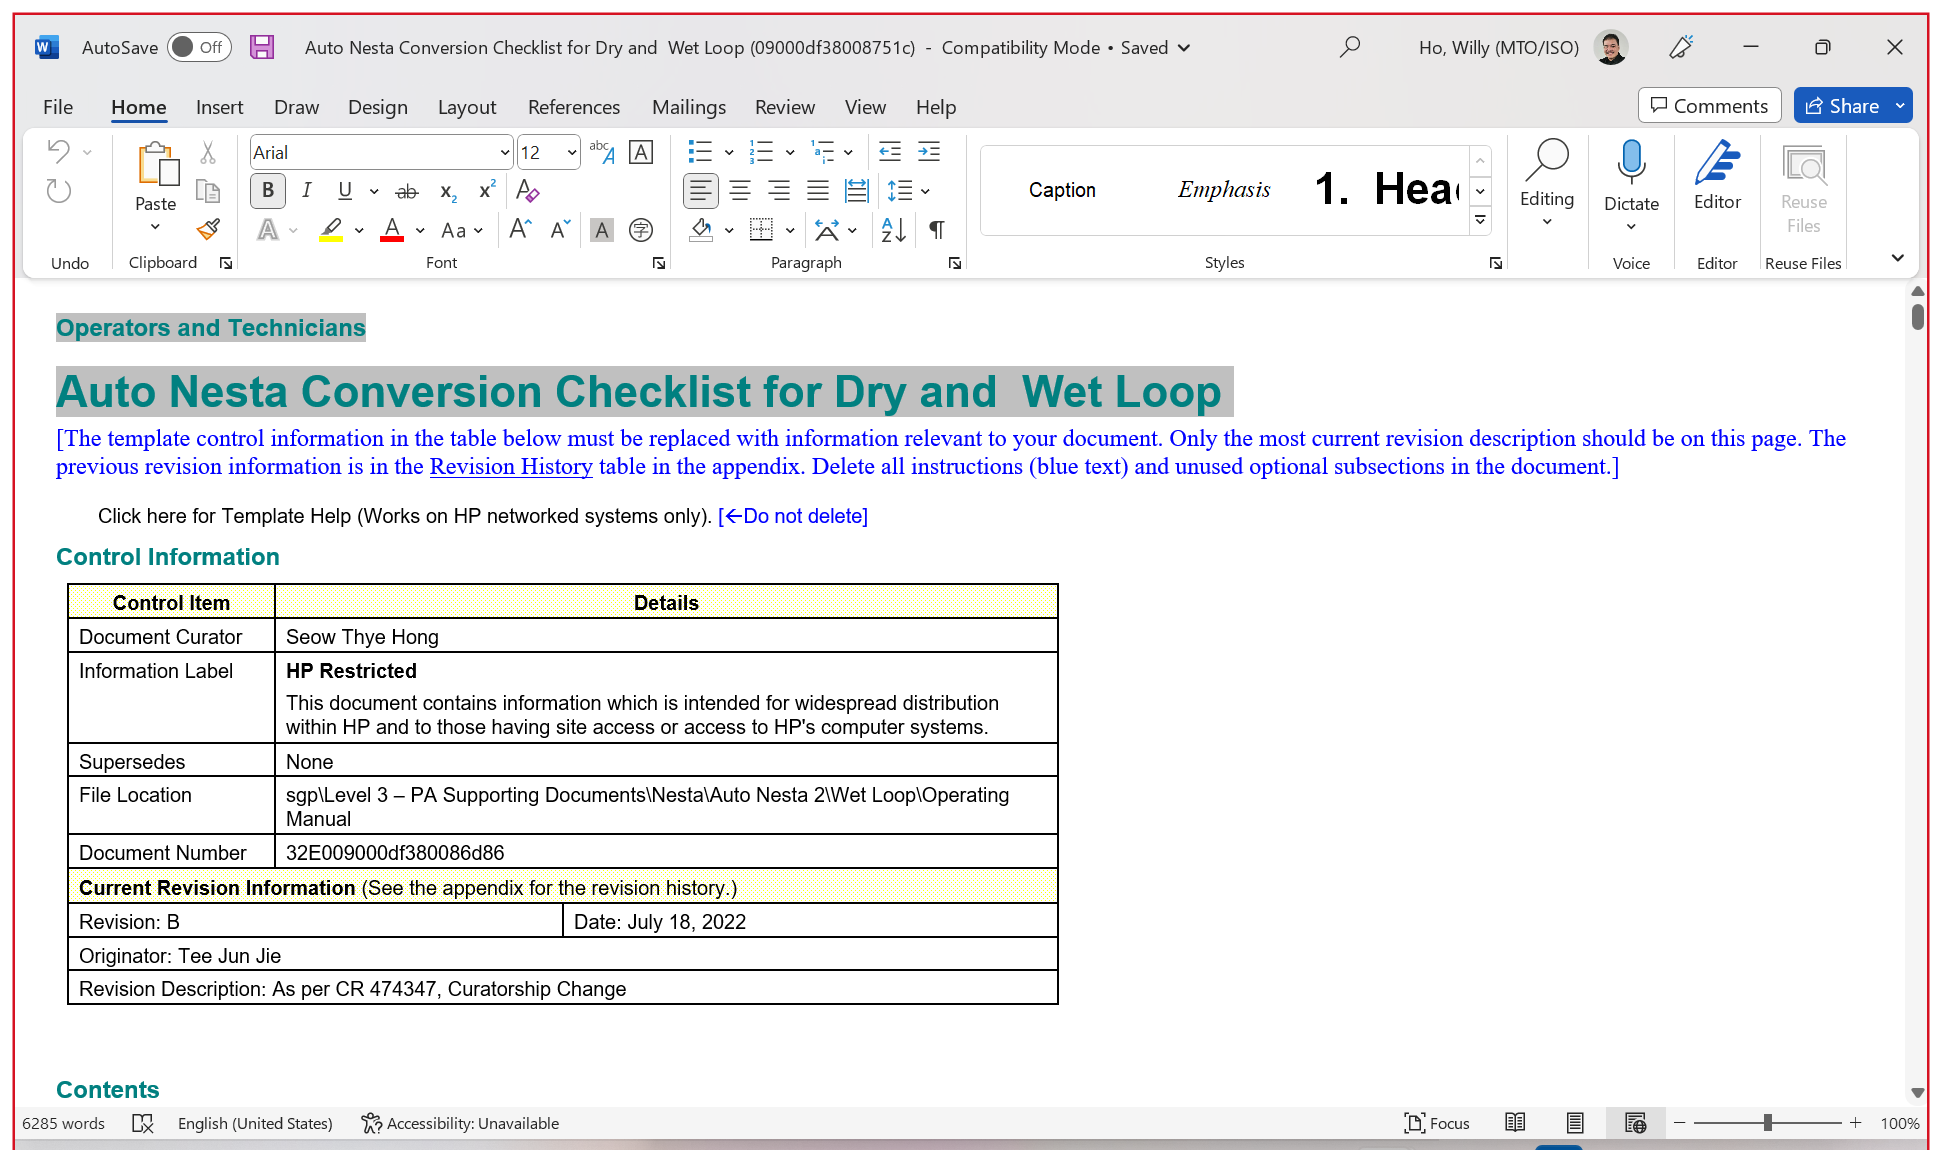 AutoSave Off Auto Nesta Conversion Checklist for Dry and  Wet Loop (09000df38008751c) - Compatibility Mode • Saved Ho, Willy (MTO/ISO)
File Home Insert Draw Design Layout References Mailings Review View Help Comments Share
Arial 12
Paste
Caption Emphasis 1. Hea
Editing Dictate Editor Reuse Files
Undo Clipboard Font Paragraph Styles Voice Editor Reuse Files
Operators and Technicians
Auto Nesta Conversion Checklist for Dry and  Wet Loop
[The template control information in the table below must be replaced with information relevant to your document. Only the most current revision description should be on this page. The
previous revision information is in the Revision History table in the appendix. Delete all instructions (blue text) and unused optional subsections in the document.]
Click here for Template Help (Works on HP networked systems only). [←Do not delete]
Control Information
Control Item Details
Document Curator Seow Thye Hong
Information Label HP Restricted
This document contains information which is intended for widespread distribution
within HP and to those having site access or access to HP's computer systems.
Supersedes None
File Location sgp\Level 3 – PA Supporting Documents\Nesta\Auto Nesta 2\Wet Loop\Operating
Manual
Document Number 32E009000df380086d86
Current Revision Information (See the appendix for the revision history.)
Revision: B Date: July 18, 2022
Originator: Tee Jun Jie
Revision Description: As per CR 474347, Curatorship Change
Contents
6285 words English (United States) Accessibility: Unavailable Focus 100%